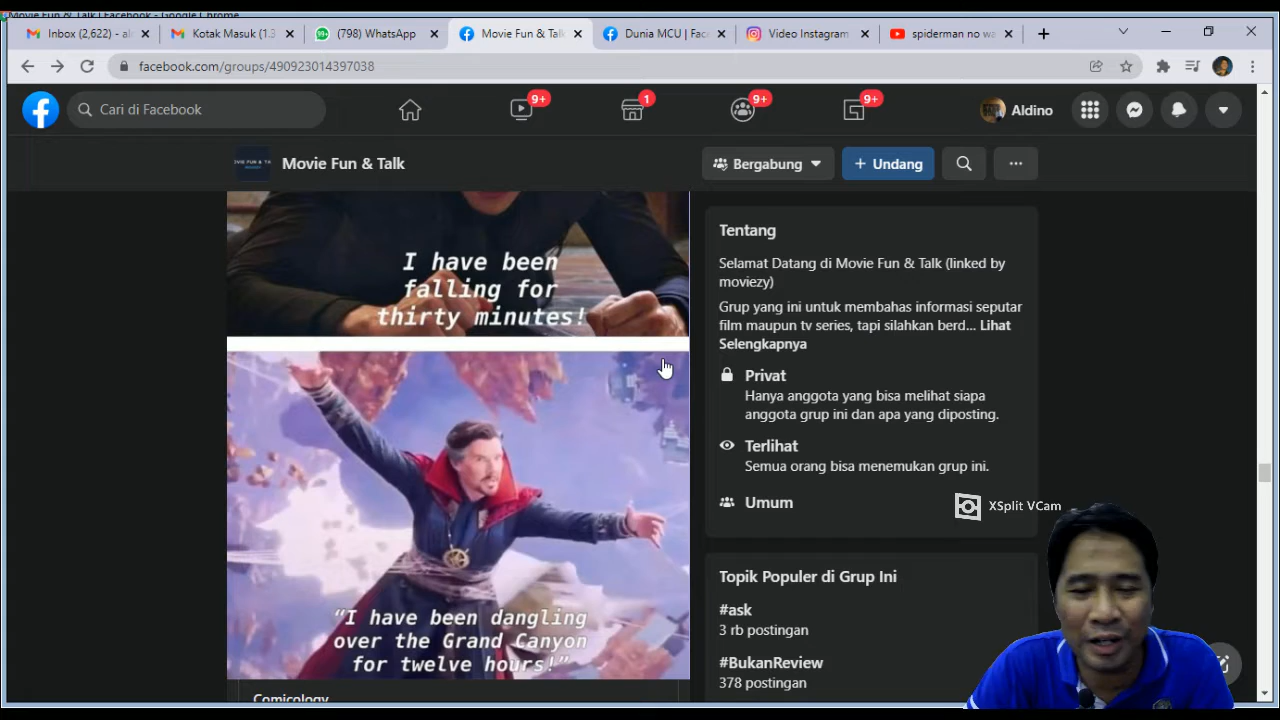 Movie Fun & Talk | Facebook - Google Chrome
Inbox (2,622) - al
Kotak Masuk (1.3
(798) WhatsApp
Movie Fun & Talk
Dunia MCU | Fac
Video Instagram
spiderman no wa
facebook.com/groups/490923014397038
Cari di Facebook
9+
1
9+
9+
Aldino
Movie Fun & Talk
Bergabung
+ Undang
I have been
falling for
thirty minutes!
"I have been dangling
over the Grand Canyon
for twelve hours!"
Comicology
Tentang
Selamat Datang di Movie Fun & Talk (linked by
moviezy)
Grup yang ini untuk membahas informasi seputar
film maupun tv series, tapi silahkan berd... Lihat
Selengkapnya
Privat
Hanya anggota yang bisa melihat siapa
anggota grup ini dan apa yang diposting.
Terlihat
Semua orang bisa menemukan grup ini.
Umum
XSplit VCam
Topik Populer di Grup Ini
#ask
3 rb postingan
#BukanReview
378 postingan